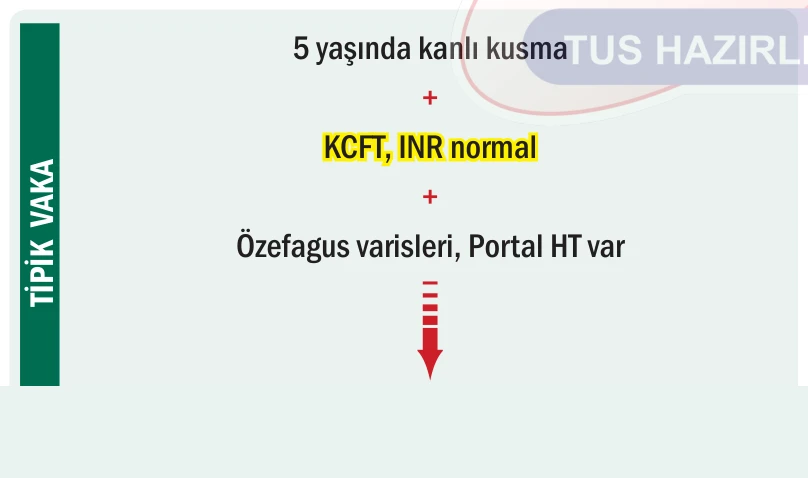 TUS HAZIRL
5 yaşında kanlı kusma
+
KCFT, INR normal
+
Özefagus varisleri, Portal HT var
TİPİK VAKA